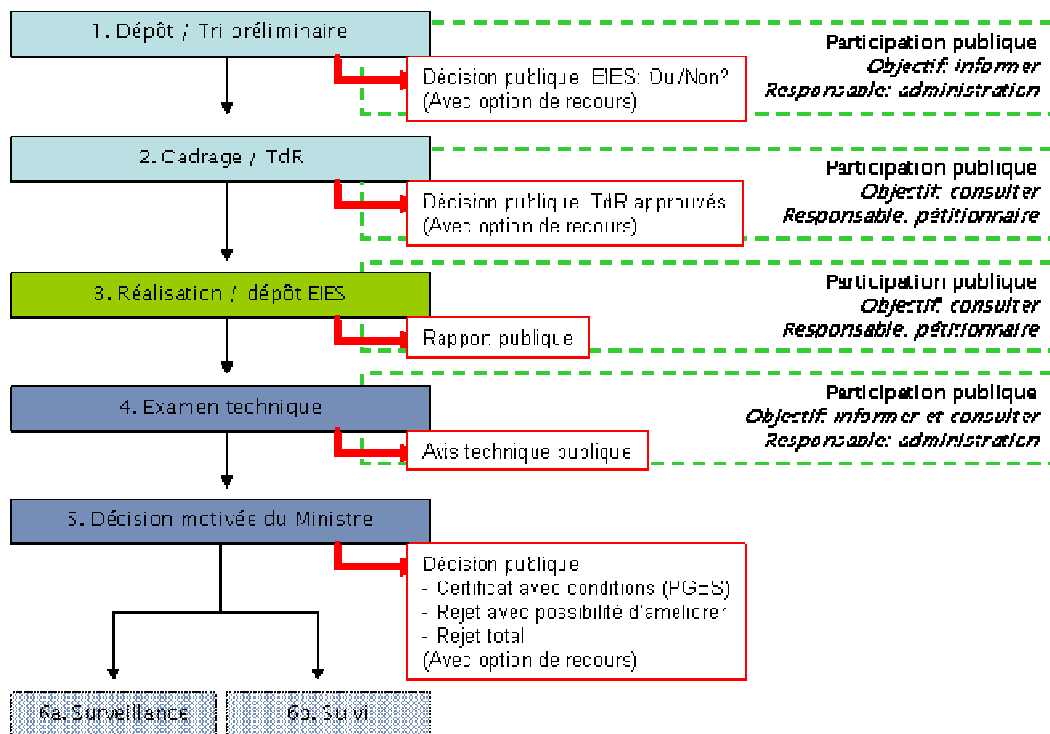 1. Dépôt / Tri préliminaire
Participation publique
Objectif: informer
Responsable: administration
Décision publique EIES: Oui/Non?
(Avec option de recours)
2. Cadrage / TdR
Participation publique
Objectif: consulter
Responsable: pétitionnaire
Décision publique TdR approuvés
(Avec option de recours)
3. Réalisation / dépôt EIES
Participation publique
Objectif: consulter
Responsable: pétitionnaire
Rapport publique
4. Examen technique
Participation publique
Objectif: informer et consulter
Responsable: administration
Avis technique publique
5. Décision motivée du Ministre
Décision publique
- Certificat avec conditions (PGES)
- Rejet avec possibilité d'améliorer
- Rejet total
(Avec option de recours)
6a. Surveillance
6b. Suivi